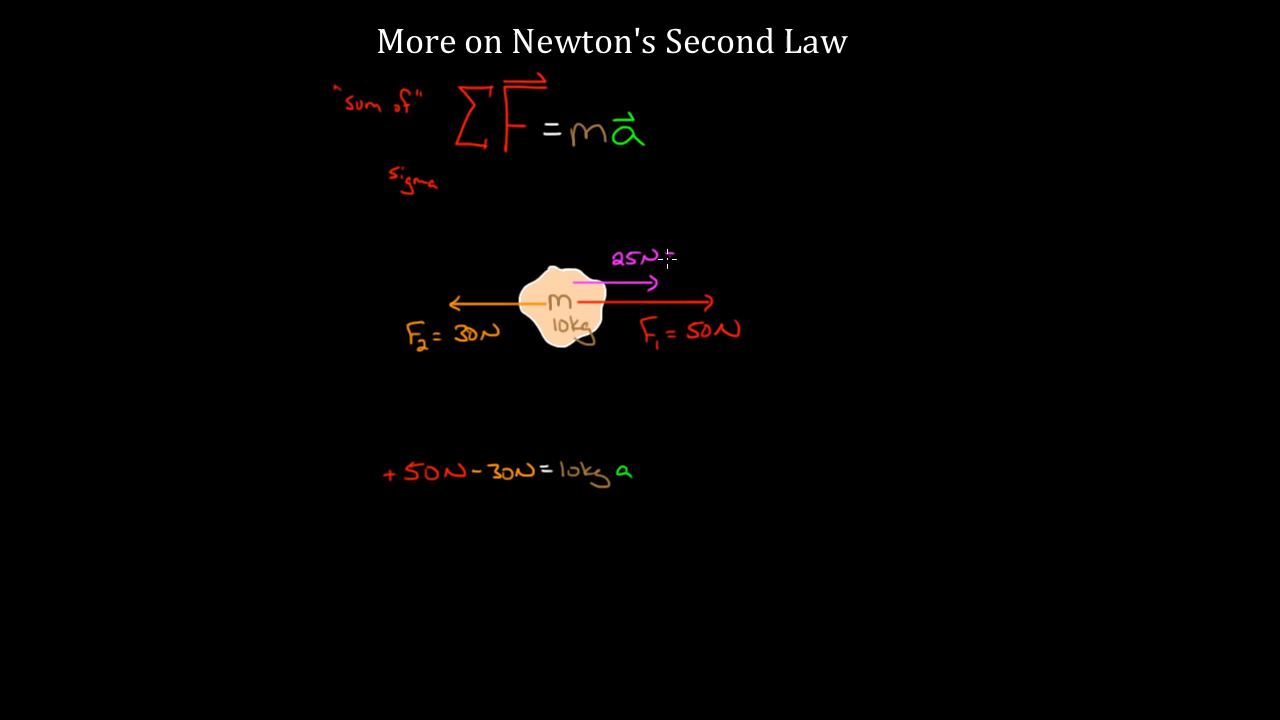 More on Newton's Second Law
"sum of" ΣF = ma
sigma
25N=
m
10kg
F₂ = 30N
F₁ = 50N
+50N-30N=10kg a